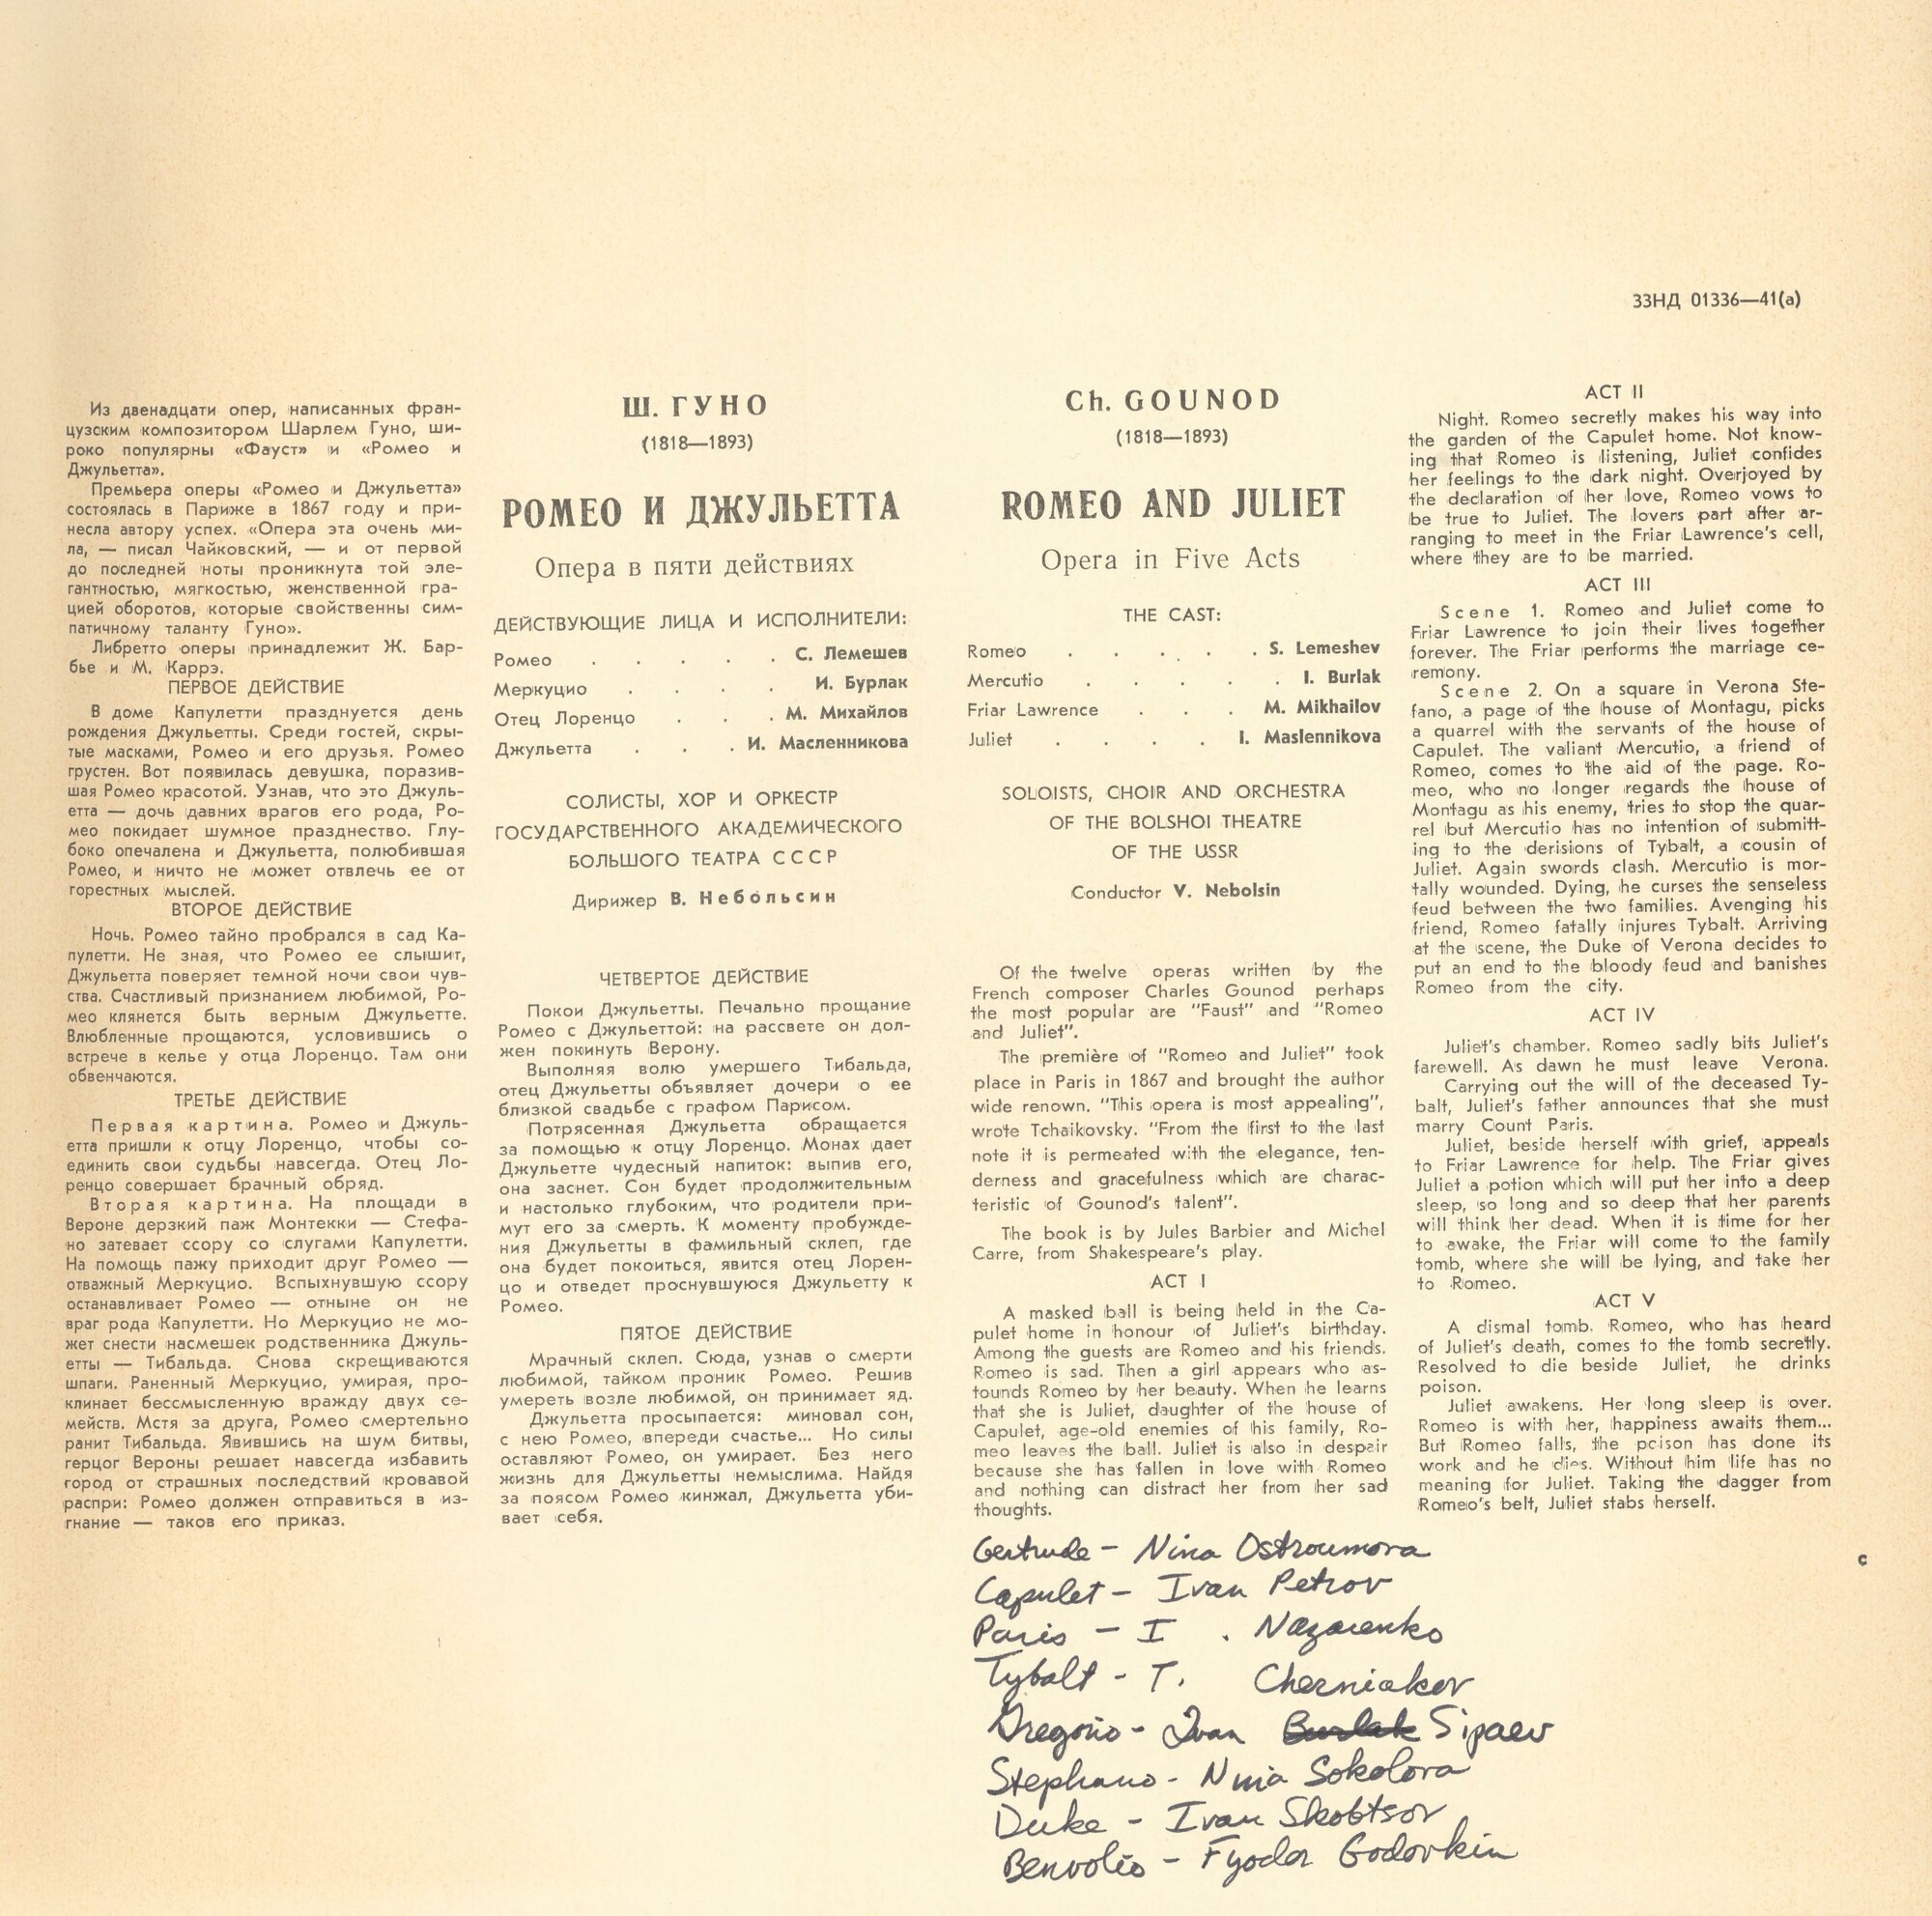 33НД 01336—41(а)
Из двенадцати опер, написанных фран-
цузским композитором Шарлем Гуно, ши-
роко популярны «Фауст» и «Ромео и
Джульетта».
Премьера оперы «Ромео и Джульетта»
состоялась в Париже в 1867 году и при-
несла автору успех. «Опера эта очень ми-
ла, — писал Чайковский, — и от первой
до последней ноты проникнута той эле-
гантностью, мягкостью, женственной гра-
цией оборотов, которые свойственны сим-
патичному таланту Гуно».
Либретто оперы принадлежит Ж. Бар-
бье и М. Каррэ.
ПЕРВОЕ ДЕЙСТВИЕ
В доме Капулетти празднуется день
рождения Джульетты. Среди гостей, скры-
тые масками, Ромео и его друзья. Ромео
грустен. Вот появилась девушка, поразив-
шая Ромео красотой. Узнав, что это Джуль-
етта — дочь давних врагов его рода, Ро-
мео покидает шумное празднество. Глу-
боко опечалена и Джульетта, полюбившая
Ромео, и ничто не может отвлечь ее от
горестных мыслей.
ВТОРОЕ ДЕЙСТВИЕ
Ночь. Ромео тайно пробрался в сад Ка-
пулетти. Не зная, что Ромео ее слышит,
Джульетта поверяет темной ночи свои чув-
ства. Счастливый признанием любимой, Ро-
мео клянется быть верным Джульетте.
Влюбленные прощаются, условившись о
встрече в келье у отца Лоренцо. Там они
обвенчаются.
ТРЕТЬЕ ДЕЙСТВИЕ
Первая картина. Ромео и Джуль-
етта пришли к отцу Лоренцо, чтобы со-
единить свои судьбы навсегда. Отец Ло-
ренцо совершает брачный обряд.
Вторая картина. На площади в
Вероне дерзкий паж Монтекки — Стефа-
но затевает ссору со слугами Капулетти.
На помощь пажу приходит друг Ромео —
отважный Меркуцио. Вспыхнувшую ссору
останавливает Ромео — отныне он не
враг рода Капулетти. Но Меркуцио не мо-
жет снести насмешек родственника Джуль-
етты — Тибальда. Снова скрещиваются
шпаги. Раненный Меркуцио, умирая, про-
клинает бессмысленную вражду двух се-
мейств. Мстя за друга, Ромео смертельно
ранит Тибальда. Явившись на шум битвы,
герцог Вероны решает навсегда избавить
город от страшных последствий кровавой
распри: Ромео должен отправиться в из-
гнание — таков его приказ.
Ш. ГУНО
(1818—1893)
РОМЕО И ДЖУЛЬЕТТА
Опера в пяти действиях
ДЕЙСТВУЮЩИЕ ЛИЦА И ИСПОЛНИТЕЛИ:
Ромео . . . . . С. Лемешев
Меркуцио . . . . И. Бурлак
Отец Лоренцо . . . М. Михайлов
Джульетта . . . И. Масленникова
СОЛИСТЫ, ХОР И ОРКЕСТР
ГОСУДАРСТВЕННОГО АКАДЕМИЧЕСКОГО
БОЛЬШОГО ТЕАТРА СССР
Дирижер В. Небольсин
ЧЕТВЕРТОЕ ДЕЙСТВИЕ
Покои Джульетты. Печально прощание
Ромео с Джульеттой: на рассвете он дол-
жен покинуть Верону.
Выполняя волю умершего Тибальда,
отец Джульетты объявляет дочери о ее
близкой свадьбе с графом Парисом.
Потрясенная Джульетта обращается
за помощью к отцу Лоренцо. Монах дает
Джульетте чудесный напиток: выпив его,
она заснет. Сон будет продолжительным
и настолько глубоким, что родители при-
мут его за смерть. К моменту пробужде-
ния Джульетты в фамильный склеп, где
она будет покоиться, явится отец Лорен-
цо и отведет проснувшуюся Джульетту к
Ромео.
ПЯТОЕ ДЕЙСТВИЕ
Мрачный склеп. Сюда, узнав о смерти
любимой, тайком проник Ромео. Решив
умереть возле любимой, он принимает яд.
Джульетта просыпается: миновал сон,
с нею Ромео, впереди счастье... Но силы
оставляют Ромео, он умирает. Без него
жизнь для Джульетты немыслима. Найдя
за поясом Ромео кинжал, Джульетта уби-
вает себя.
Ch. GOUNOD
(1818—1893)
ROMEO AND JULIET
Opera in Five Acts
THE CAST:
Romeo . . . . . S. Lemeshev
Mercutio . . . . . I. Burlak
Friar Lawrence . . . M. Mikhailov
Juliet . . . . I. Maslennikova
SOLOISTS, CHOIR AND ORCHESTRA
OF THE BOLSHOI THEATRE
OF THE USSR
Conductor V. Nebolsin
Of the twelve operas written by the
French composer Charles Gounod perhaps
the most popular are "Faust" and "Romeo
and Juliet".
The première of "Romeo and Juliet" took
place in Paris in 1867 and brought the author
wide renown. "This opera is most appealing",
wrote Tchaikovsky. "From the first to the last
note it is permeated with the elegance, ten-
derness and gracefulness which are charac-
teristic of Gounod's talent".
The book is by Jules Barbier and Michel
Carre, from Shakespeare's play.
ACT I
A masked ball is being held in the Ca-
pulet home in honour of Juliet's birthday.
Among the guests are Romeo and his friends.
Romeo is sad. Then a girl appears who as-
tounds Romeo by her beauty. When he learns
that she is Juliet, daughter of the house of
Capulet, age-old enemies of his family, Ro-
meo leaves the ball. Juliet is also in despair
because she has fallen in love with Romeo
and nothing can distract her from her sad
thoughts.
ACT II
Night. Romeo secretly makes his way into
the garden of the Capulet home. Not know-
ing that Romeo is listening, Juliet confides
her feelings to the dark night. Overjoyed by
the declaration of her love, Romeo vows to
be true to Juliet. The lovers part after ar-
ranging to meet in the Friar Lawrence's cell,
where they are to be married.
ACT III
Scene 1. Romeo and Juliet come to
Friar Lawrence to join their lives together
forever. The Friar performs the marriage ce-
remony.
Scene 2. On a square in Verona Ste-
fano, a page of the house of Montagu, picks
a quarrel with the servants of the house of
Capulet. The valiant Mercutio, a friend of
Romeo, comes to the aid of the page. Ro-
meo, who no longer regards the house of
Montagu as his enemy, tries to stop the quar-
rel but Mercutio has no intention of submitt-
ing to the derisions of Tybalt, a cousin of
Juliet. Again swords clash. Mercutio is mor-
tally wounded. Dying, he curses the senseless
feud between the two families. Avenging his
friend, Romeo fatally injures Tybalt. Arriving
at the scene, the Duke of Verona decides to
put an end to the bloody feud and banishes
Romeo from the city.
ACT IV
Juliet's chamber. Romeo sadly bits Juliet's
farewell. As dawn he must leave Verona.
Carrying out the will of the deceased Ty-
balt, Juliet's father announces that she must
marry Count Paris.
Juliet, beside herself with grief, appeals
to Friar Lawrence for help. The Friar gives
Juliet a potion which will put her into a deep
sleep, so long and so deep that her parents
will think her dead. When it is time for her
to awake, the Friar will come to the family
tomb, where she will be lying, and take her
to Romeo.
ACT V
A dismal tomb. Romeo, who has heard
of Juliet's death, comes to the tomb secretly.
Resolved to die beside Juliet, he drinks
poison.
Juliet awakens. Her long sleep is over.
Romeo is with her, happiness awaits them...
But Romeo falls, the poison has done its
work and he dies. Without him life has no
meaning for Juliet. Taking the dagger from
Romeo's belt, Juliet stabs herself.
Gertrude – Nina Ostroumova
Capulet – Ivan Petrov
Paris – I . Nazarenko
Tybalt - T. Cherniakov
Gregorio - Ivan Burlak Sipaev
Stephano - Nina Sokolova
Duke - Ivan Skobtsov
Benvolio - Fyodor Godovkin
c